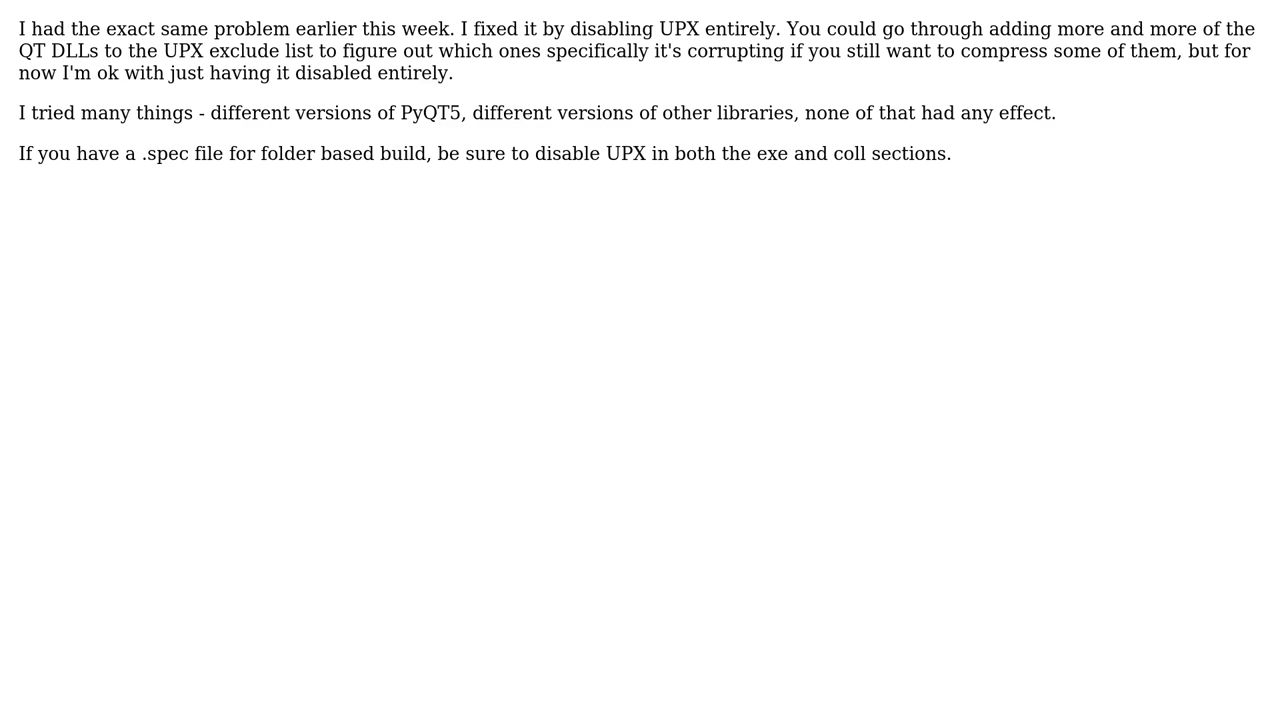 I had the exact same problem earlier this week. I fixed it by disabling UPX entirely. You could go through adding more and more of the
QT DLLs to the UPX exclude list to figure out which ones specifically it's corrupting if you still want to compress some of them, but for
now I'm ok with just having it disabled entirely.
I tried many things - different versions of PyQT5, different versions of other libraries, none of that had any effect.
If you have a .spec file for folder based build, be sure to disable UPX in both the exe and coll sections.